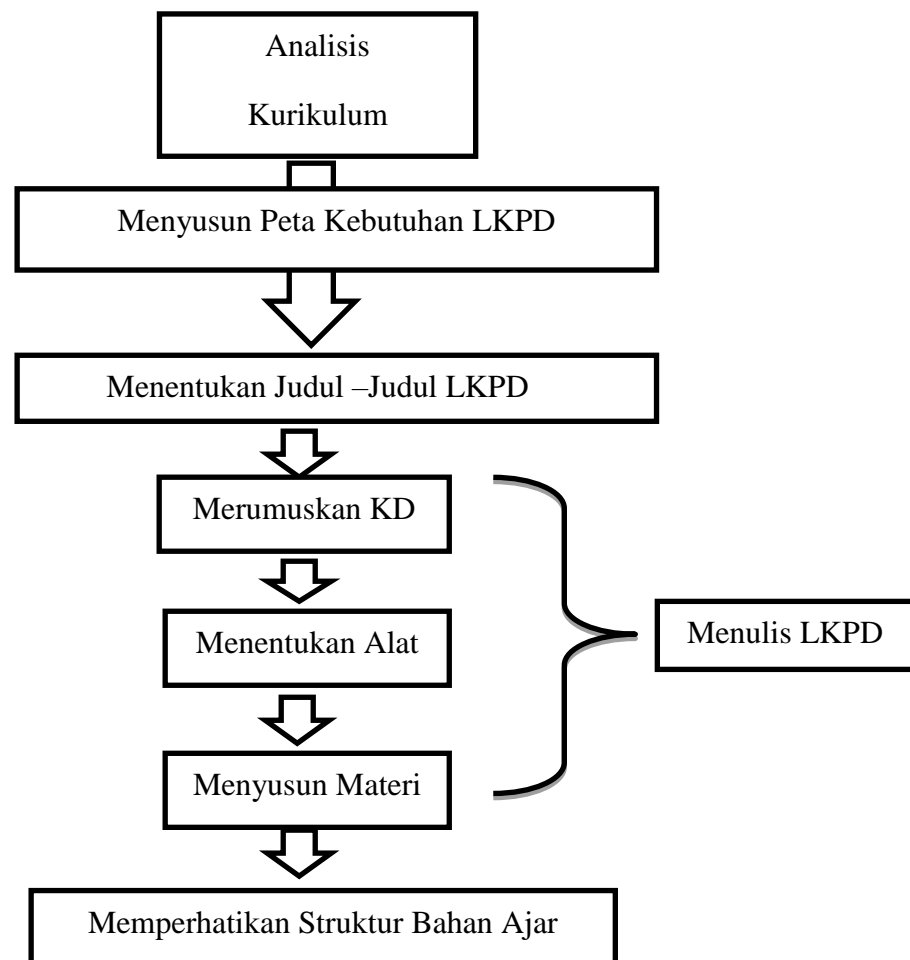 Analisis
Kurikulum
Menyusun Peta Kebutuhan LKPD
Menentukan Judul –Judul LKPD
Merumuskan KD
Menentukan Alat
Menulis LKPD
Menyusun Materi
Memperhatikan Struktur Bahan Ajar